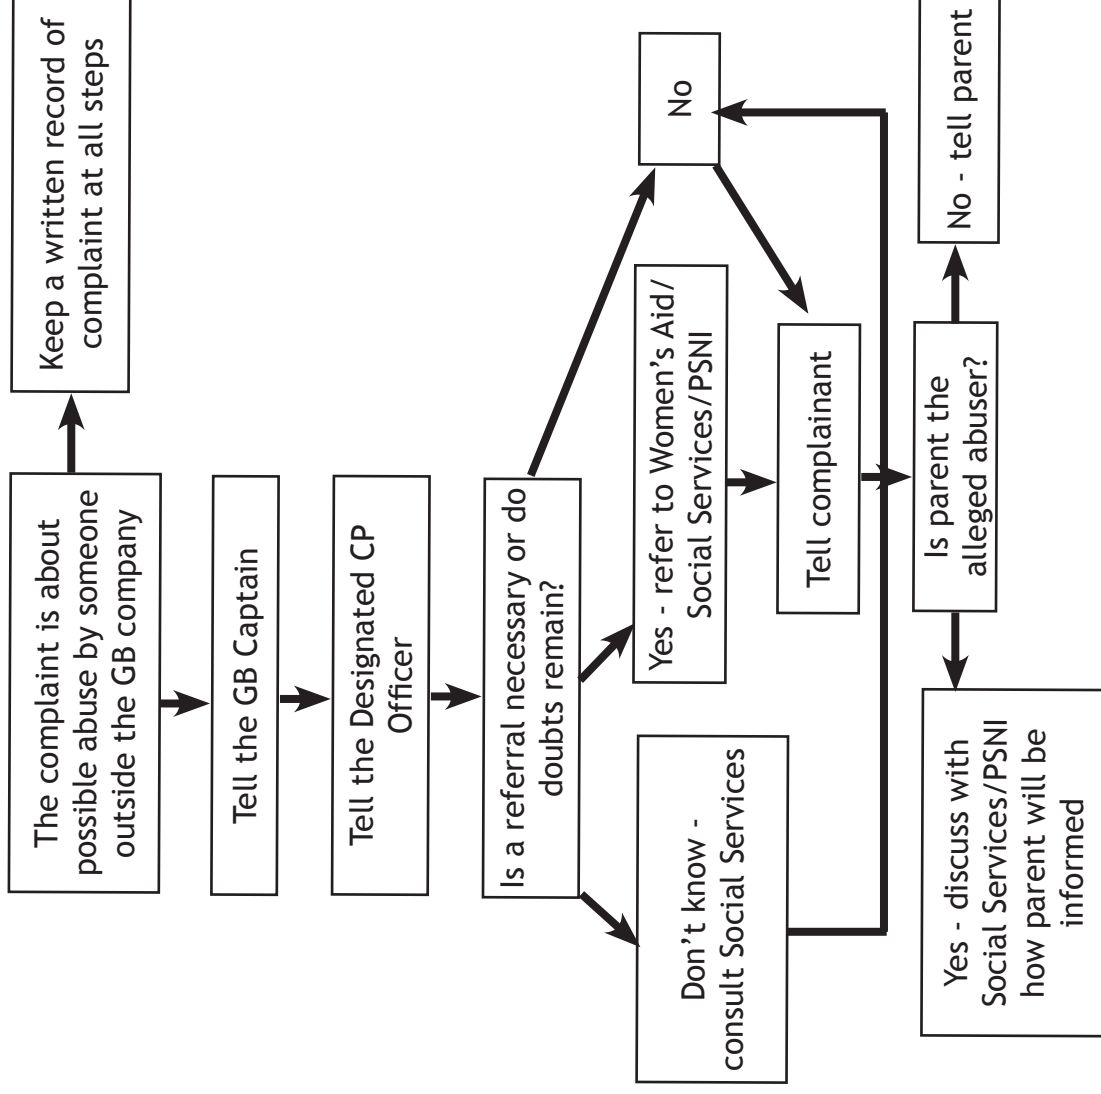 The complaint is about
possible abuse by someone
outside the GB company
Keep a written record of
complaint at all steps
Tell the GB Captain
Tell the Designated CP
Officer
Is a referral necessary or do
doubts remain?
Don't know -
consult Social Services
Yes - refer to Women's Aid/
Social Services/PSNI
No
Tell complainant
Is parent the
alleged abuser?
Yes - discuss with
Social Services/PSNI
how parent will be
informed
No - tell parent